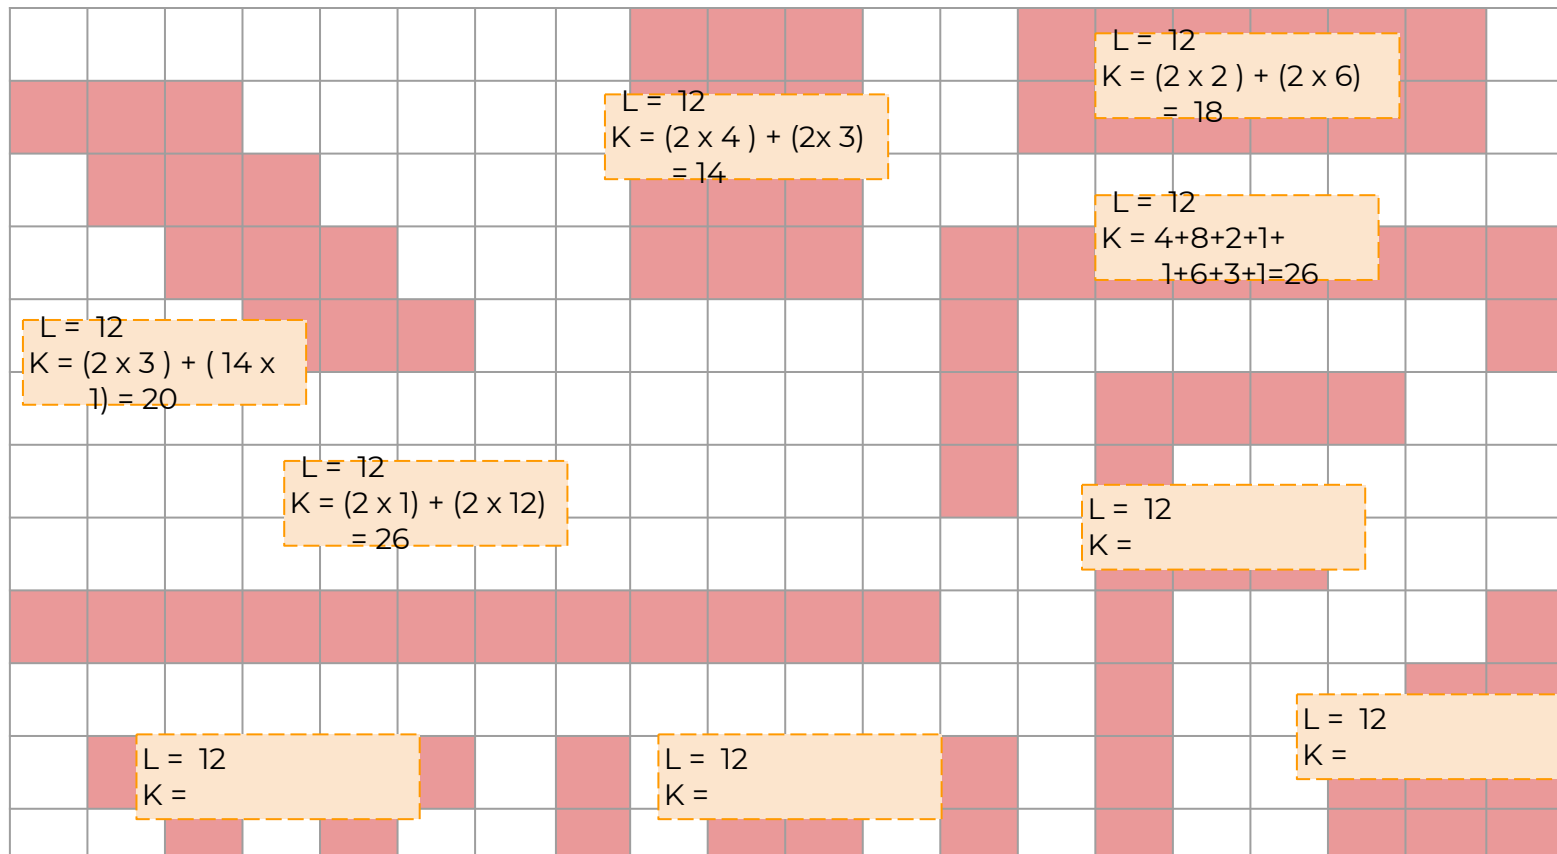 L = 12
K = (2 x 2 ) + (2 x 6)
= 18
L = 12
K = (2 x 4 ) + (2x 3)
= 14
L = 12
K = 4+8+2+1+
1+6+3+1=26
L = 12
K = (2 x 3 ) + ( 14 x
1) = 20
L = 12
K = (2 x 1) + (2 x 12)
= 26
L = 12
K =
L = 12
K =
L = 12
K =
L = 12
K =